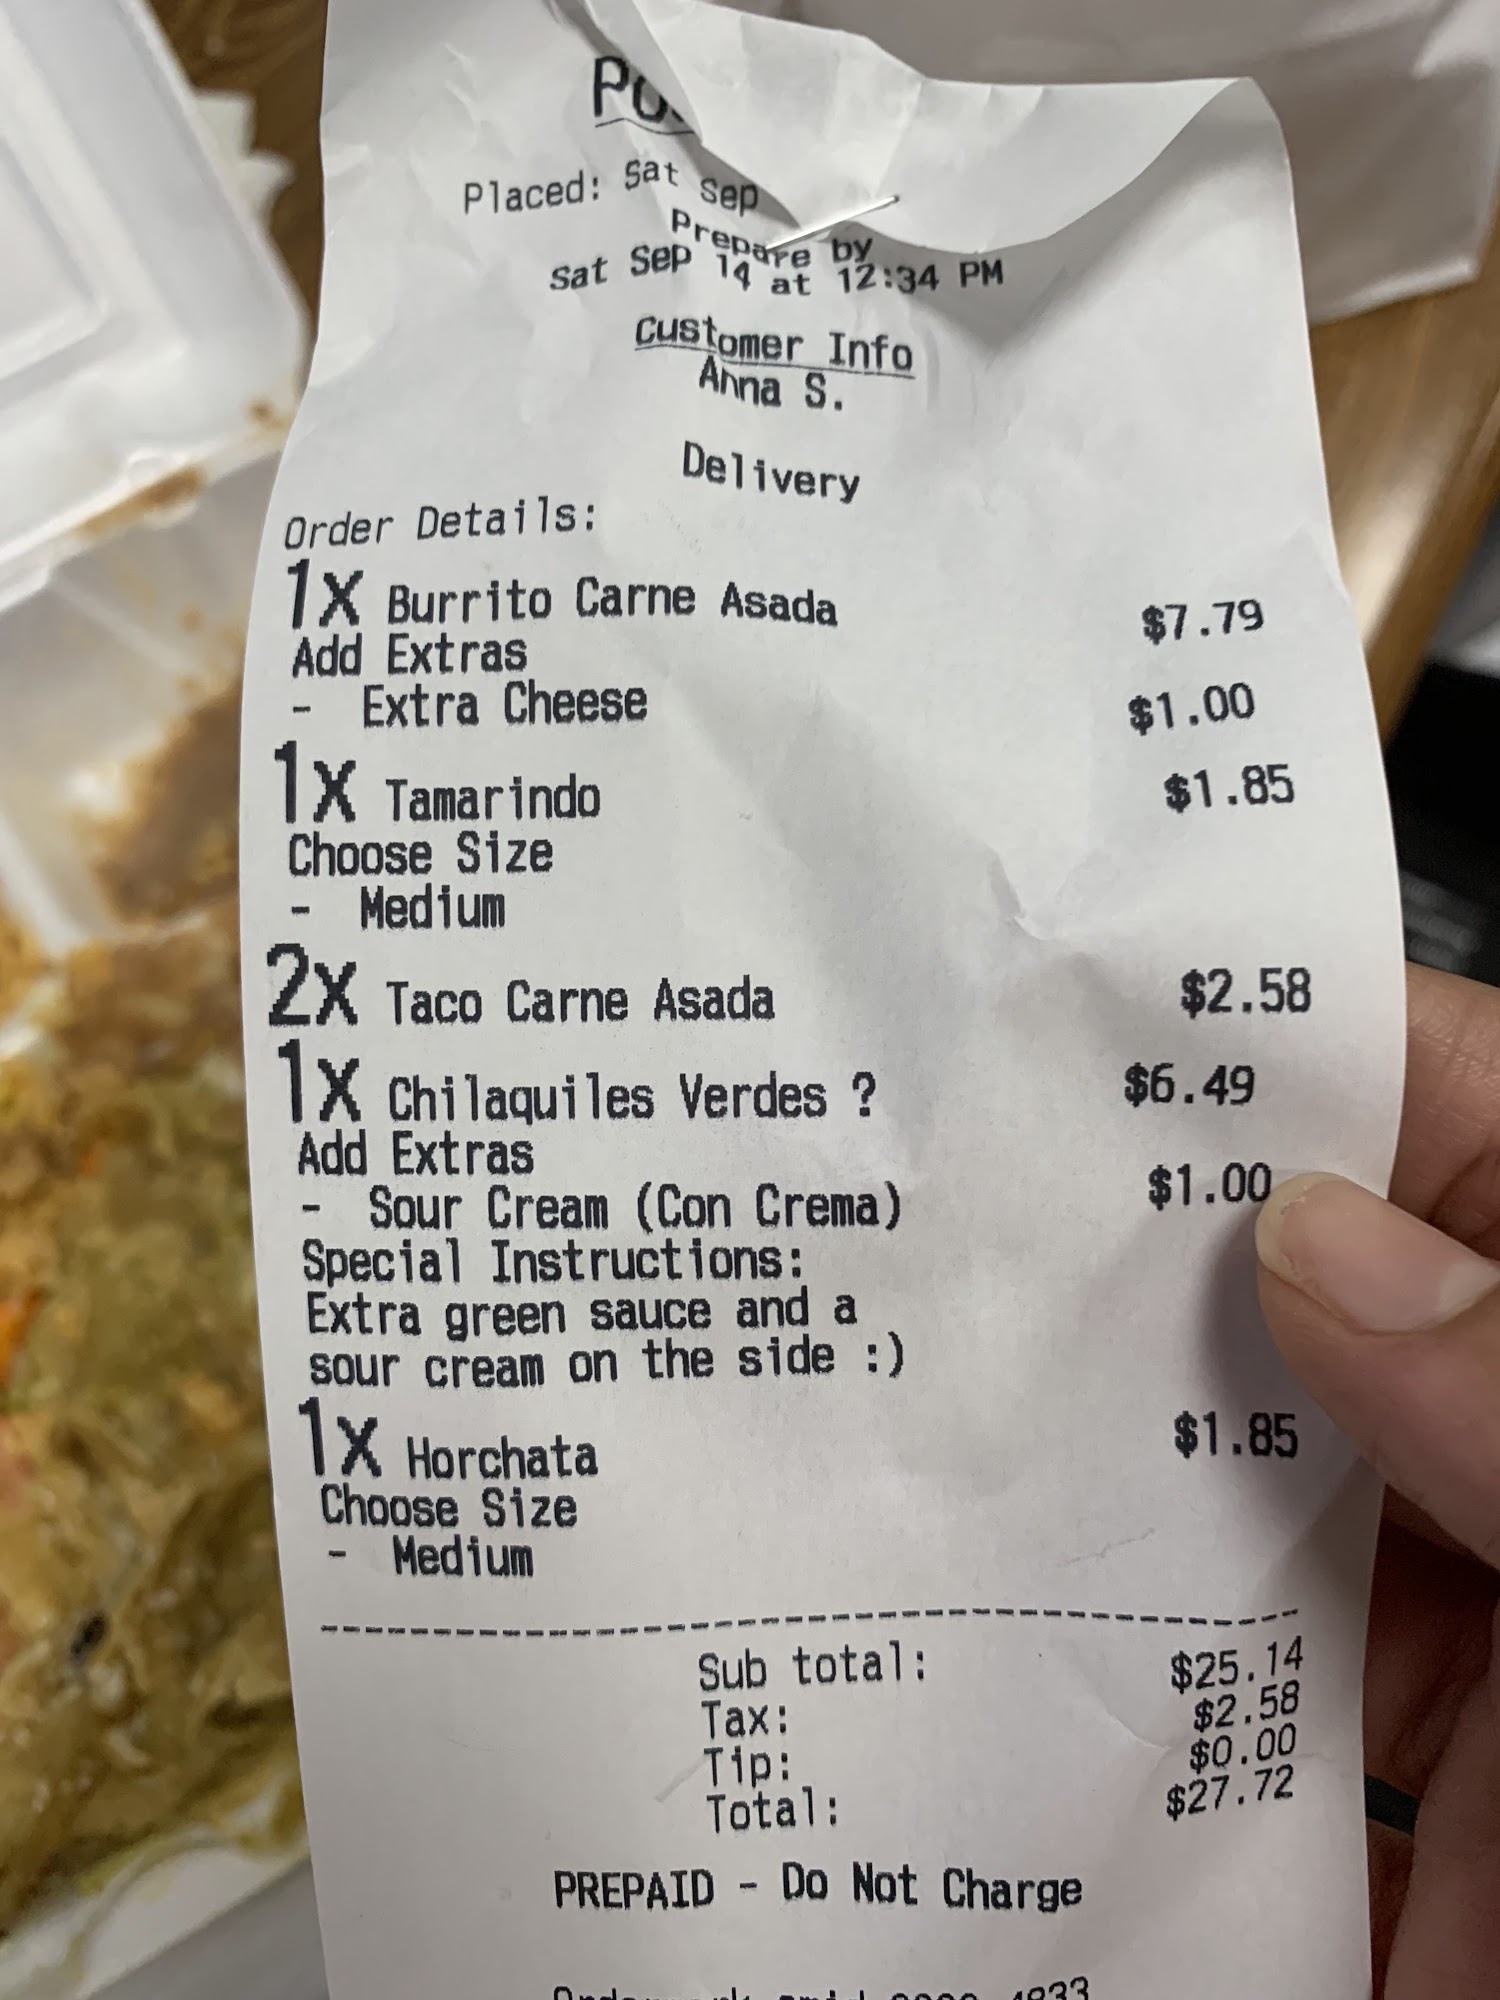 Placed: Sat Sep
Prepare by
Sat Sep 14 at 12:34 PM
Customer Info
Anna S.
Delivery
Order Details:
1x Burrito Carne Asada $7.79
Add Extras
- Extra Cheese $1.00
1x Tamarindo $1.85
Choose Size
- Medium
2x Taco Carne Asada $2.58
1x Chilaquiles Verdes ? $6.49
Add Extras
- Sour Cream (Con Crema) $1.00
Special Instructions:
Extra green sauce and a
sour cream on the side :)
1x Horchata $1.85
Choose Size
- Medium
Sub total: $25.14
Tax: $2.58
Tip: $0.00
Total: $27.72
PREPAID - Do Not Charge